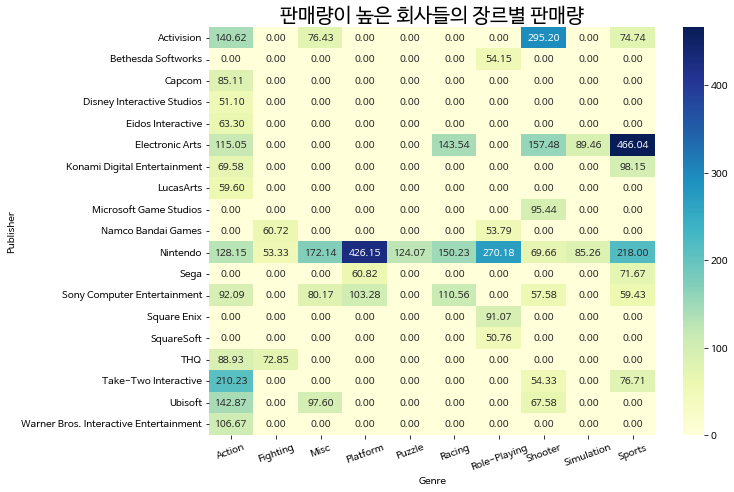 판매량이 높은 회사들의 장르별 판매량
Activision 140.62 0.00 76.43 0.00 0.00 0.00 0.00 295.20 0.00 74.74
Bethesda Softworks 0.00 0.00 0.00 0.00 0.00 0.00 54.15 0.00 0.00 0.00
Capcom 85.11 0.00 0.00 0.00 0.00 0.00 0.00 0.00 0.00 0.00
Disney Interactive Studios 51.10 0.00 0.00 0.00 0.00 0.00 0.00 0.00 0.00 0.00
Eidos Interactive 63.30 0.00 0.00 0.00 0.00 0.00 0.00 0.00 0.00 0.00
Electronic Arts 115.05 0.00 0.00 0.00 0.00 143.54 0.00 157.48 89.46 466.04
Konami Digital Entertainment 69.58 0.00 0.00 0.00 0.00 0.00 0.00 0.00 0.00 98.15
LucasArts 59.60 0.00 0.00 0.00 0.00 0.00 0.00 0.00 0.00 0.00
Microsoft Game Studios 0.00 0.00 0.00 0.00 0.00 0.00 0.00 95.44 0.00 0.00
Namco Bandai Games 0.00 60.72 0.00 0.00 0.00 0.00 53.79 0.00 0.00 0.00
Nintendo 128.15 53.33 172.14 426.15 124.07 150.23 270.18 69.66 85.26 218.00
Sega 0.00 0.00 0.00 60.82 0.00 0.00 0.00 0.00 0.00 71.67
Sony Computer Entertainment 92.09 0.00 80.17 103.28 0.00 110.56 0.00 57.58 0.00 59.43
Square Enix 0.00 0.00 0.00 0.00 0.00 0.00 91.07 0.00 0.00 0.00
SquareSoft 0.00 0.00 0.00 0.00 0.00 0.00 50.76 0.00 0.00 0.00
THQ 88.93 72.85 0.00 0.00 0.00 0.00 0.00 0.00 0.00 0.00
Take-Two Interactive 210.23 0.00 0.00 0.00 0.00 0.00 0.00 54.33 0.00 76.71
Ubisoft 142.87 0.00 97.60 0.00 0.00 0.00 0.00 67.58 0.00 0.00
Warner Bros. Interactive Entertainment 106.67 0.00 0.00 0.00 0.00 0.00 0.00 0.00 0.00 0.00
Action Fighting Misc Platform Puzzle Racing Role-Playing Shooter Simulation Sports
Genre
Publisher
400
300
200
100
0